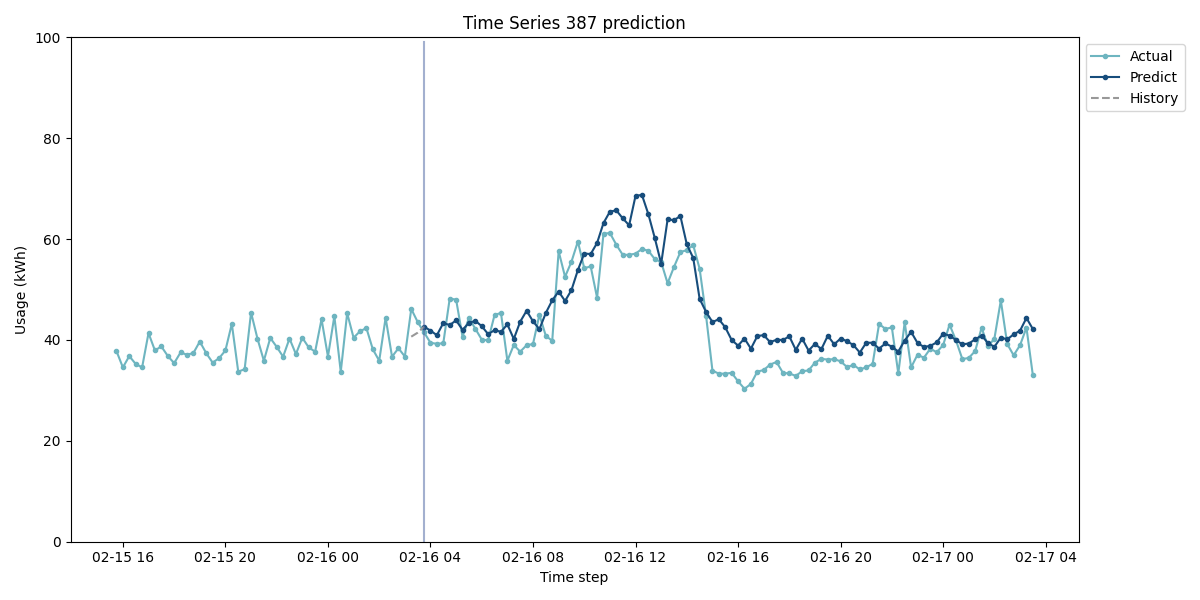 Time Series 387 prediction
100
80
60
40
20
0
Usage (kWh)
02-15 16
02-15 20
02-16 00
02-16 04
02-16 08
02-16 12
02-16 16
02-16 20
02-17 00
02-17 04
Time step
Actual
Predict
History